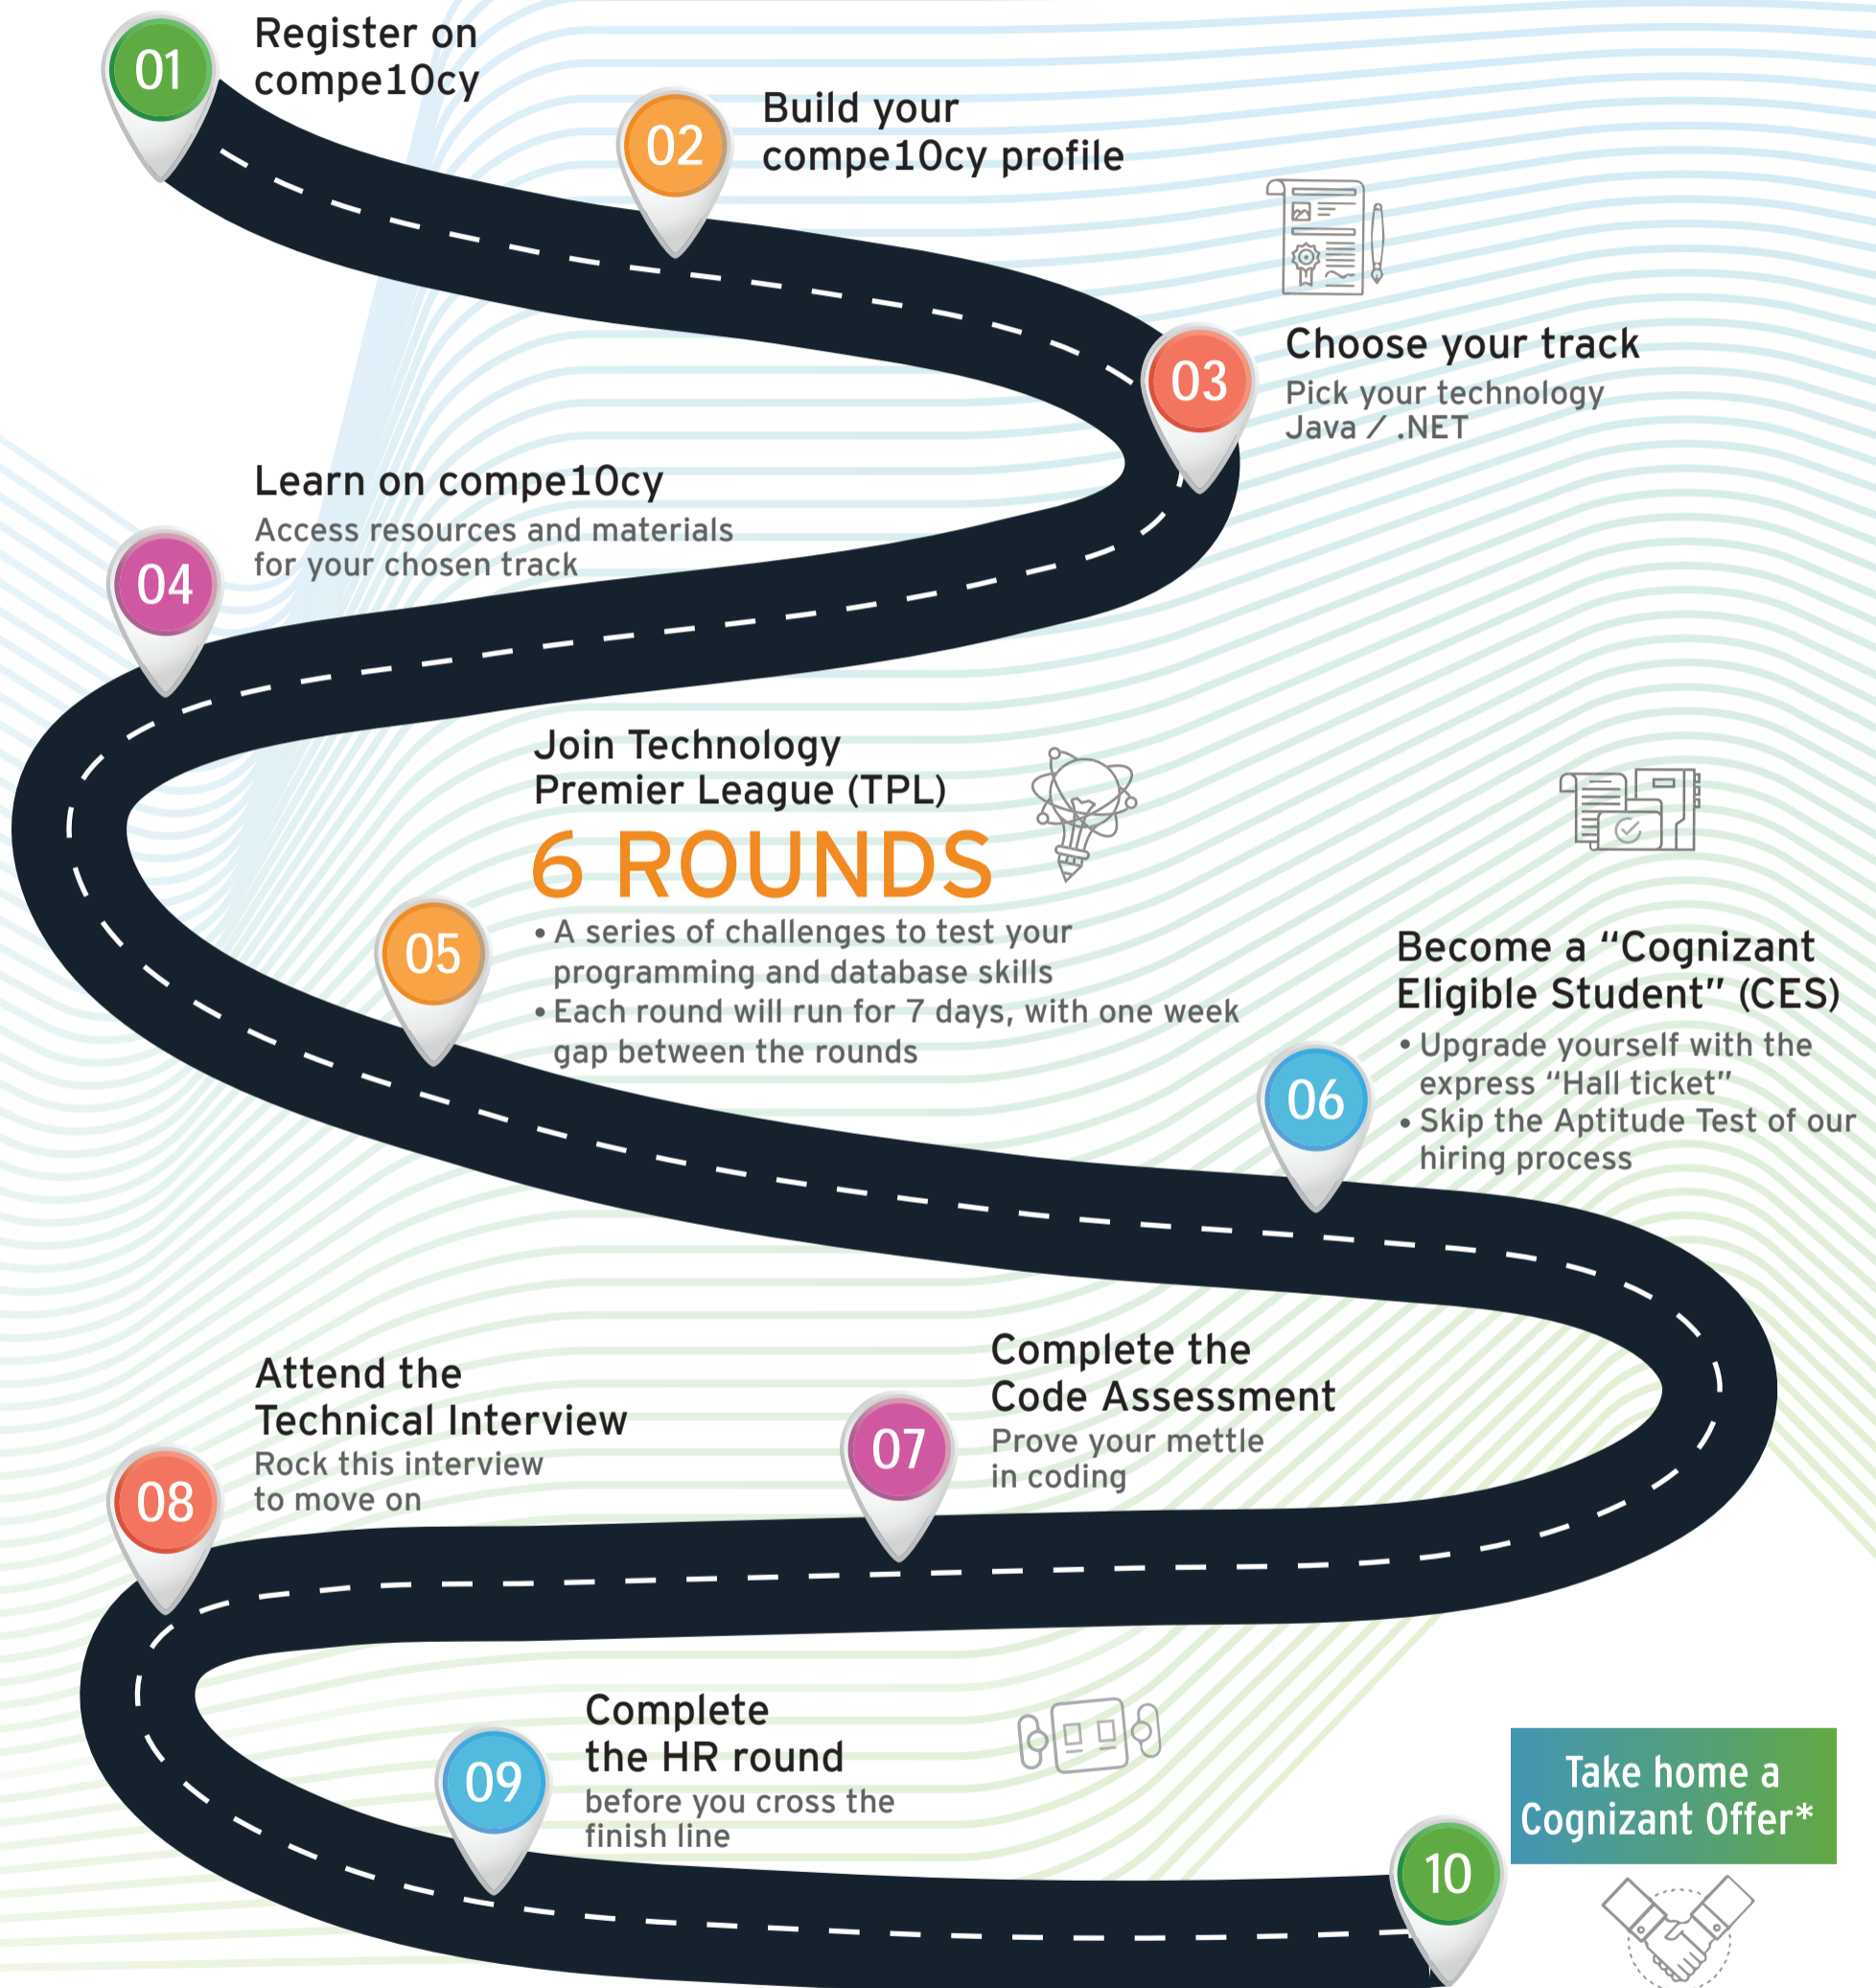 01
Register on
compe10cy
02
Build your
compe10cy profile
03
Choose your track
Pick your technology
Java / .NET
04
Learn on compe10cy
Access resources and materials
for your chosen track
05
Join Technology
Premier League (TPL)
6 ROUNDS
• A series of challenges to test your
programming and database skills
• Each round will run for 7 days, with one week
gap between the rounds
06
Become a “Cognizant
Eligible Student” (CES)
• Upgrade yourself with the
express “Hall ticket”
• Skip the Aptitude Test of our
hiring process
07
Complete the
Code Assessment
Prove your mettle
in coding
08
Attend the
Technical Interview
Rock this interview
to move on
09
Complete
the HR round
before you cross the
finish line
10
Take home a
Cognizant Offer*